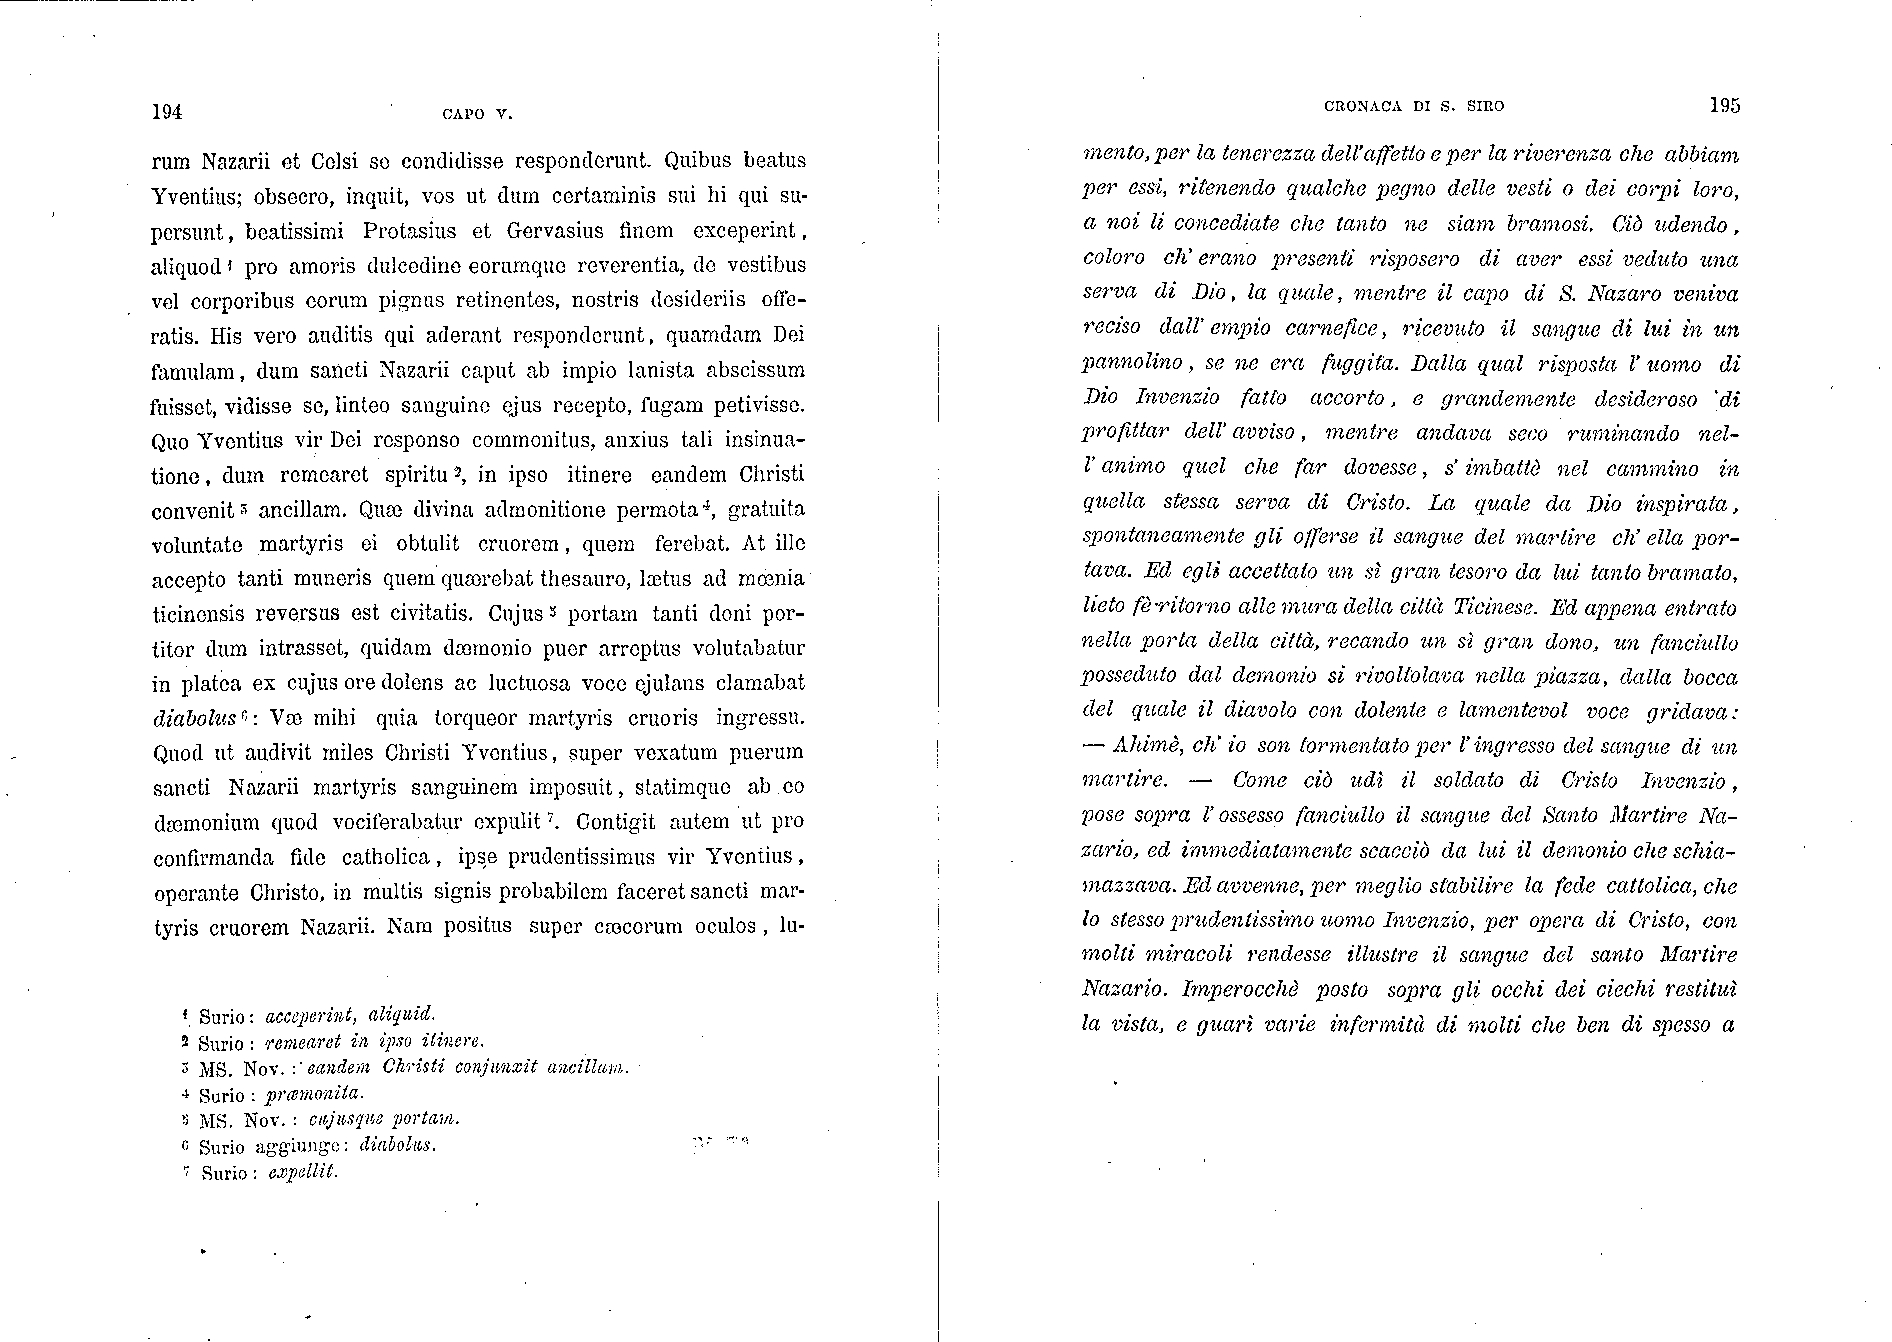 194
CAPO V.
rum Nazarii et Celsi se condidisse responderunt. Quibus beatus
Yventius; obsecro, inquit, vos ut dum certaminis sui hi qui su-
persunt, beatissimi Protasius et Gervasius finem exceperint,
aliquod ¹ pro amoris dulcedine eorumque reverentia, de vestibus
vel corporibus eorum pignus retinentes, nostris desideriis offe-
ratis. His vero auditis qui aderant responderunt, quamdam Dei
famulam, dum sancti Nazarii caput ab impio lanista abscissum
fuisset, vidisse se, linteo sanguine ejus recepto, fugam petivisse.
Quo Yventius vir Dei responso commonitus, anxius tali insinua-
tione, dum remearet spiritu ², in ipso itinere eandem Christi
convenit ³ ancillam. Quæ divina admonitione permota ⁴, gratuita
voluntate martyris ei obtulit cruorem, quem ferebat. At ille
accepto tanti muneris quem quærebat thesauro, lætus ad mœnia
ticinensis reversus est civitatis. Cujus ⁵ portam tanti doni por-
titor dum intrasset, quidam dæmonio puer arreptus volutabatur
in platea ex cujus ore dolens ac luctuosa voce ejulans clamabat
diabolus ⁶: Væ mihi quia torqueor martyris cruoris ingressu.
Quod ut audivit miles Christi Yventius, super vexatum puerum
sancti Nazarii martyris sanguinem imposuit, statimque ab eo
dæmonium quod vociferabatur expulit ⁷. Contigit autem ut pro
confirmanda fide catholica, ipse prudentissimus vir Yventius,
operante Christo, in multis signis probabilem faceret sancti mar-
tyris cruorem Nazarii. Nam positus super cæcorum oculos, lu-
¹ Surio: acceperint, aliquid.
² Surio: remearet in ipso itinere.
³ MS. Nov.: eandem Christi conjunxit ancillam.
⁴ Surio: præmonita.
⁵ MS. Nov.: cujusque portam.
⁶ Surio aggiunge: diabolus.
⁷ Surio: expellit.
CRONACA DI S. SIRO
195
mento, per la tenerezza dell'affetto e per la riverenza che abbiam
per essi, ritenendo qualche pegno delle vesti o dei corpi loro,
a noi li concediate che tanto ne siam bramosi. Ciò udendo,
coloro ch'erano presenti risposero di aver essi veduto una
serva di Dio, la quale, mentre il capo di S. Nazaro veniva
reciso dall'empio carnefice, ricevuto il sangue di lui in un
pannolino, se ne era fuggita. Dalla qual risposta l'uomo di
Dio Invenzio fatto accorto, e grandemente desideroso di
profittar dell'avviso, mentre andava seco ruminando nel-
l'animo quel che far dovesse, s'imbattè nel cammino in
quella stessa serva di Cristo. La quale da Dio inspirata,
spontaneamente gli offerse il sangue del martire ch'ella por-
tava. Ed egli accettato un sì gran tesoro da lui tanto bramato,
lieto fè ritorno alle mura della città Ticinese. Ed appena entrato
nella porta della città, recando un sì gran dono, un fanciullo
posseduto dal demonio si rivoltolava nella piazza, dalla bocca
del quale il diavolo con dolente e lamentevol voce gridava:
— Ahimè, ch'io son tormentato per l'ingresso del sangue di un
martire. — Come ciò udì il soldato di Cristo Invenzio,
pose sopra l'ossesso fanciullo il sangue del Santo Martire Na-
zario, ed immediatamente scacciò da lui il demonio che schia-
mazzava. Ed avvenne, per meglio stabilire la fede cattolica, che
lo stesso prudentissimo uomo Invenzio, per opera di Cristo, con
molti miracoli rendesse illustre il sangue del santo Martire
Nazario. Imperocchè posto sopra gli occhi dei ciechi restituì
la vista, e guarì varie infermità di molti che ben di spesso a